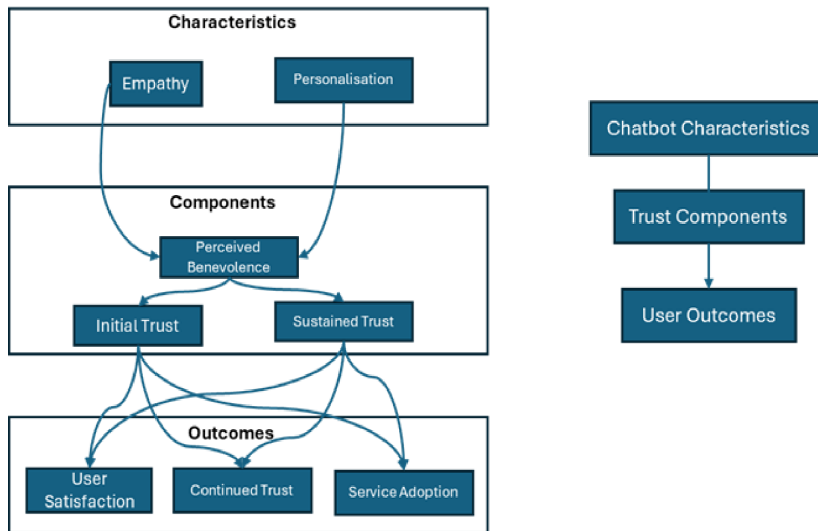 Characteristics
Empathy
Personalisation
Components
Perceived
Benevolence
Initial Trust
Sustained Trust
Outcomes
User
Satisfaction
Continued Trust
Service Adoption
Chatbot Characteristics
Trust Components
User Outcomes